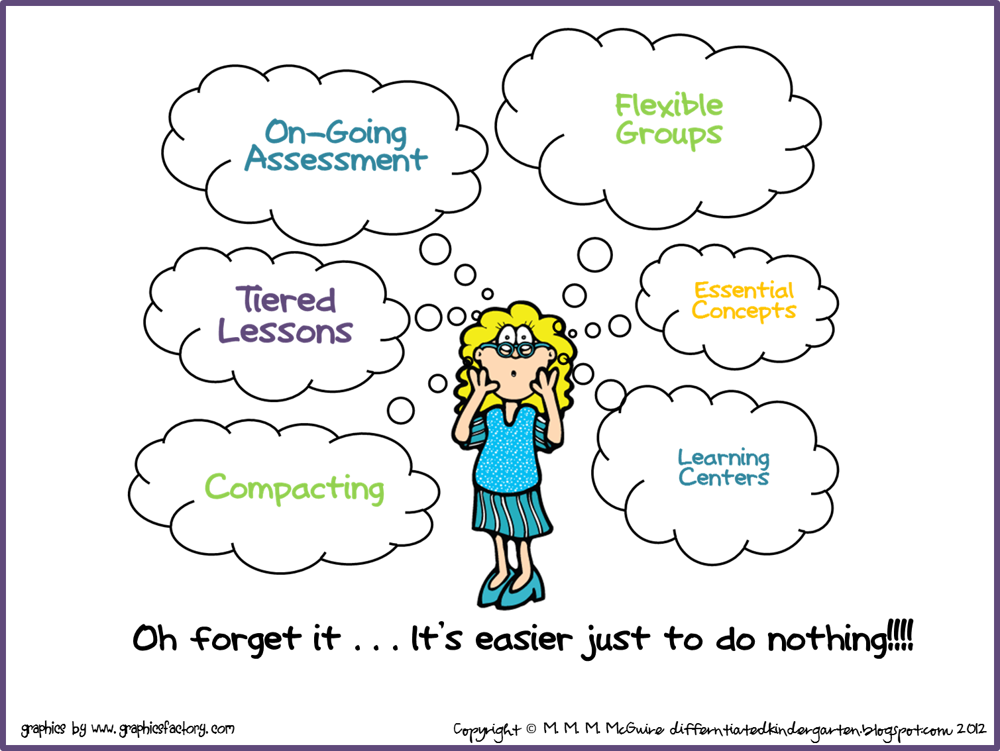 On-Going
Assessment
Flexible
Groups
Tiered
Lessons
Essential
Concepts
Compacting
Learning
Centers
Oh forget it . . . It's easier just to do nothing!!!!
graphics by www.graphicsfactory.com
Copyright © M. M. M. McGuire differntiatedkindergarten.blogspot.com 2012